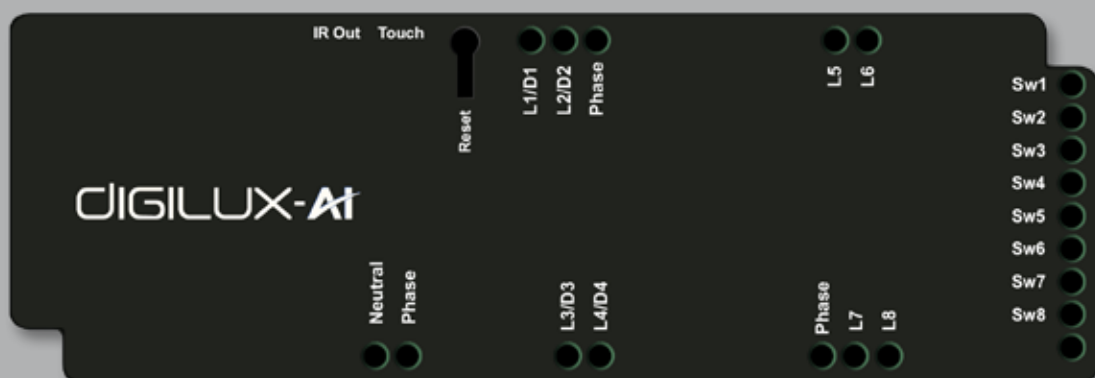 IR Out Touch
Reset
L1/D1
L2/D2
Phase
L5
L6
Sw1
Sw2
Sw3
Sw4
Sw5
Sw6
Sw7
Sw8
DIGILUX-AI
Neutral
Phase
L3/D3
L4/D4
Phase
L7
L8